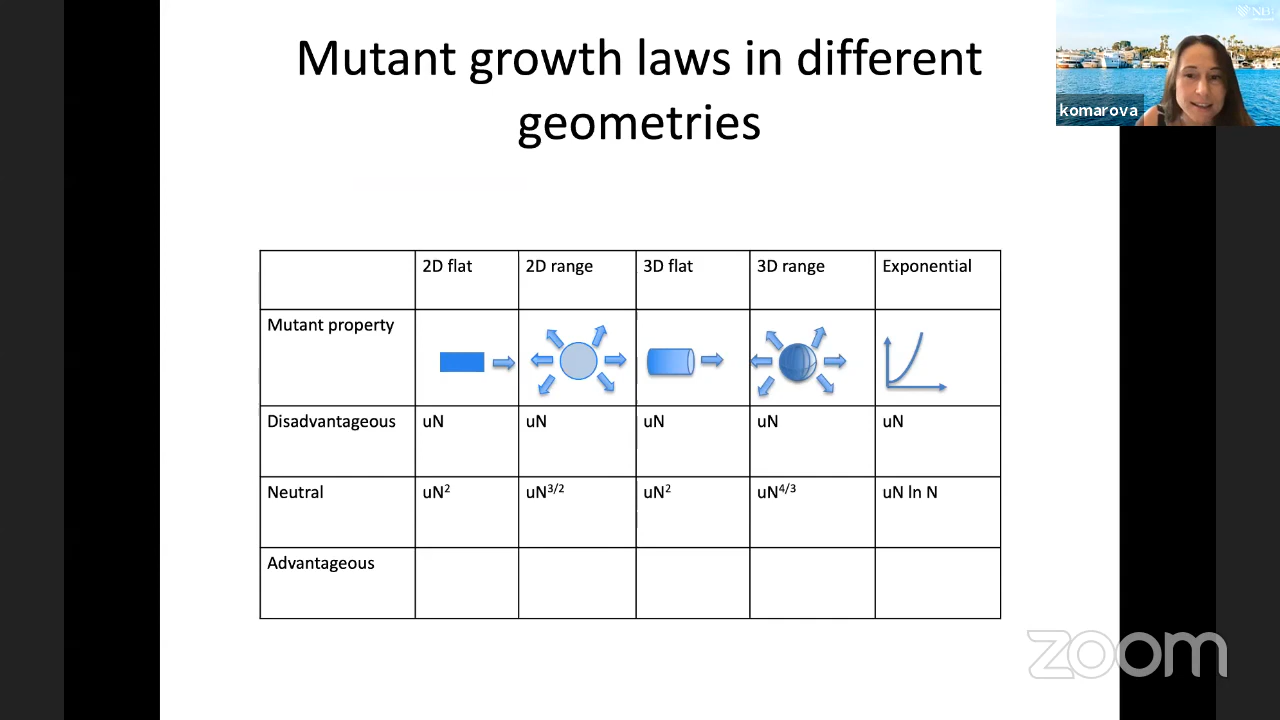 Mutant growth laws in different
geometries
NB
komarova
2D flat 2D range 3D flat 3D range Exponential
Mutant property
Disadvantageous uN uN uN uN uN
Neutral uN² uN³/² uN² uN⁴/³ uN ln N
Advantageous
zoom